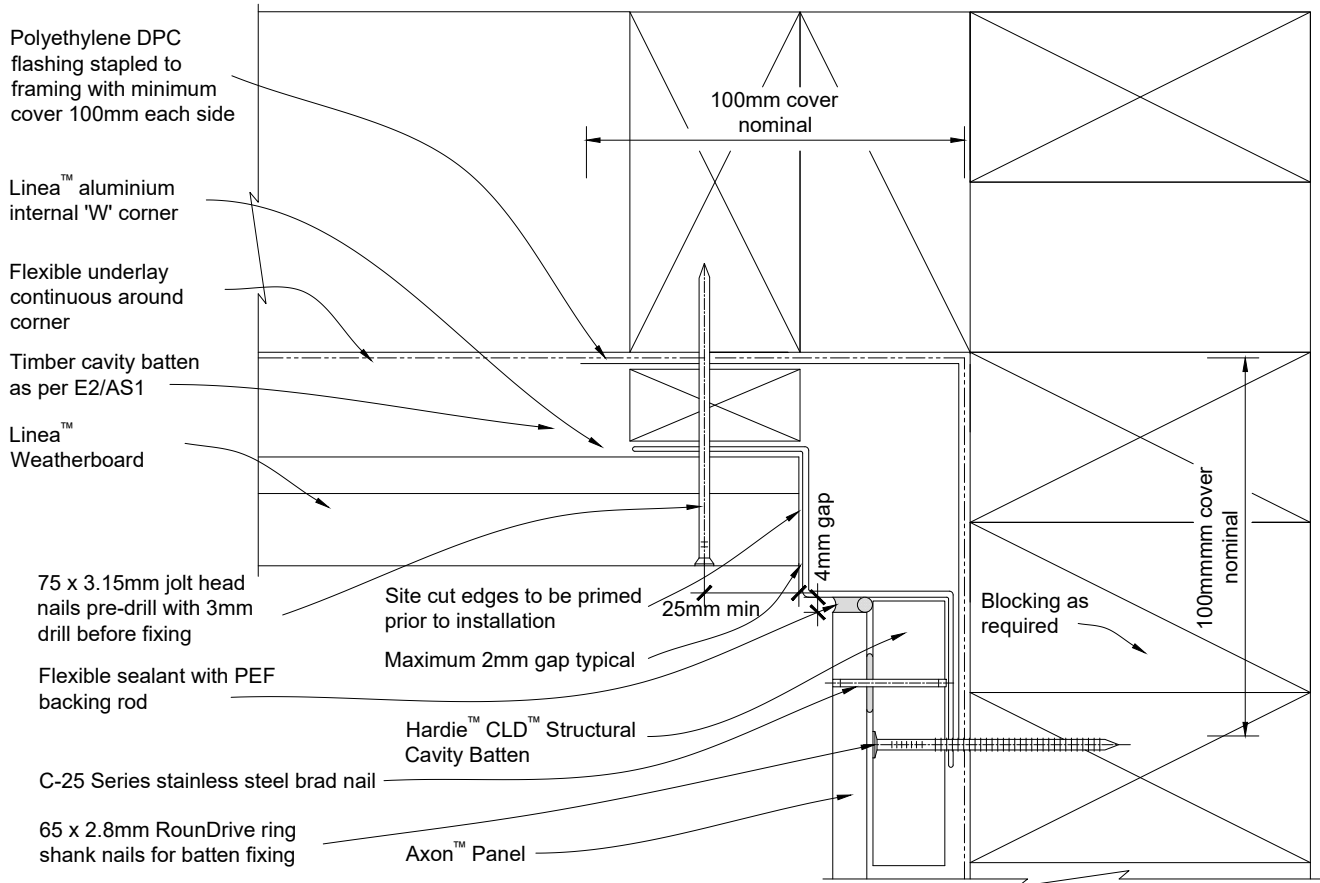 Polyethylene DPC
flashing stapled to
framing with minimum
cover 100mm each side
100mm cover
nominal
Linea™ aluminium
internal 'W' corner
Flexible underlay
continuous around
corner
Timber cavity batten
as per E2/AS1
Linea™
Weatherboard
75 x 3.15mm jolt head
nails pre-drill with 3mm
drill before fixing
Flexible sealant with PEF
backing rod
Site cut edges to be primed
prior to installation
Maximum 2mm gap typical
25mm min
4mm gap
100mmmm cover
nominal
Blocking as
required
Hardie™ CLD™ Structural
Cavity Batten
C-25 Series stainless steel brad nail
65 x 2.8mm RounDrive ring
shank nails for batten fixing
Axon™ Panel